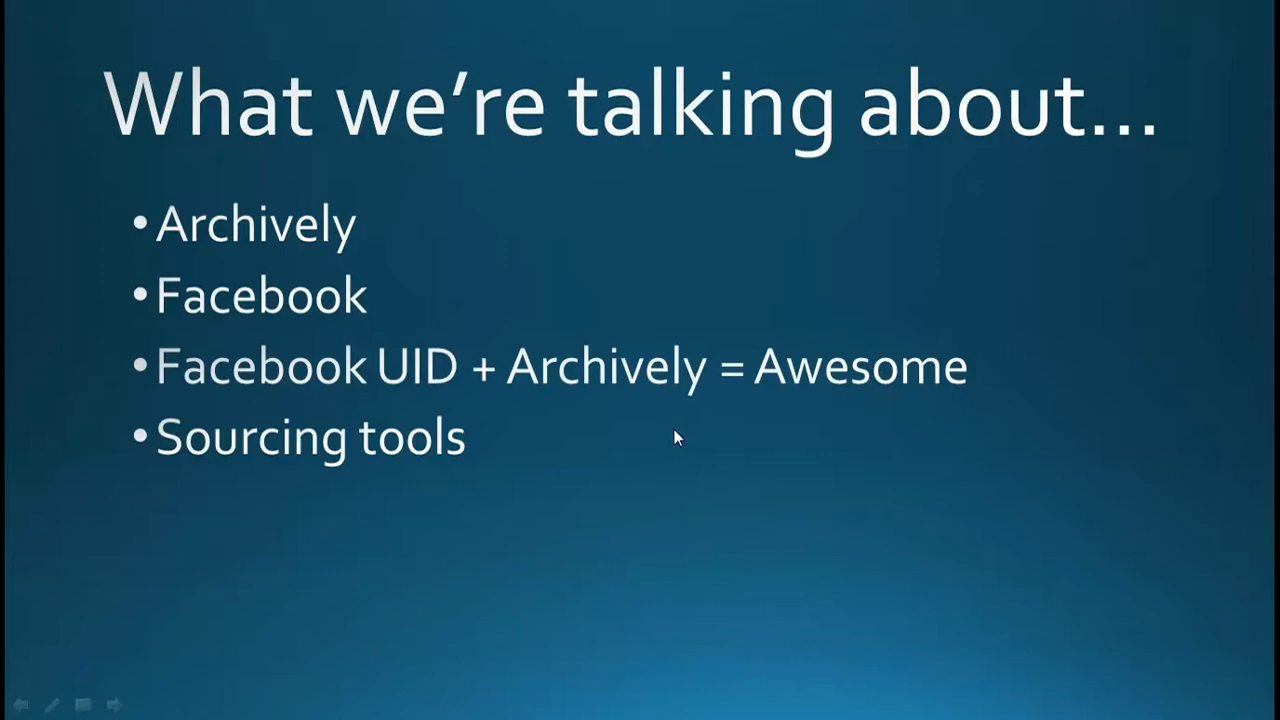 What we’re talking about…
•Archively
•Facebook
•Facebook UID + Archively = Awesome
•Sourcing tools